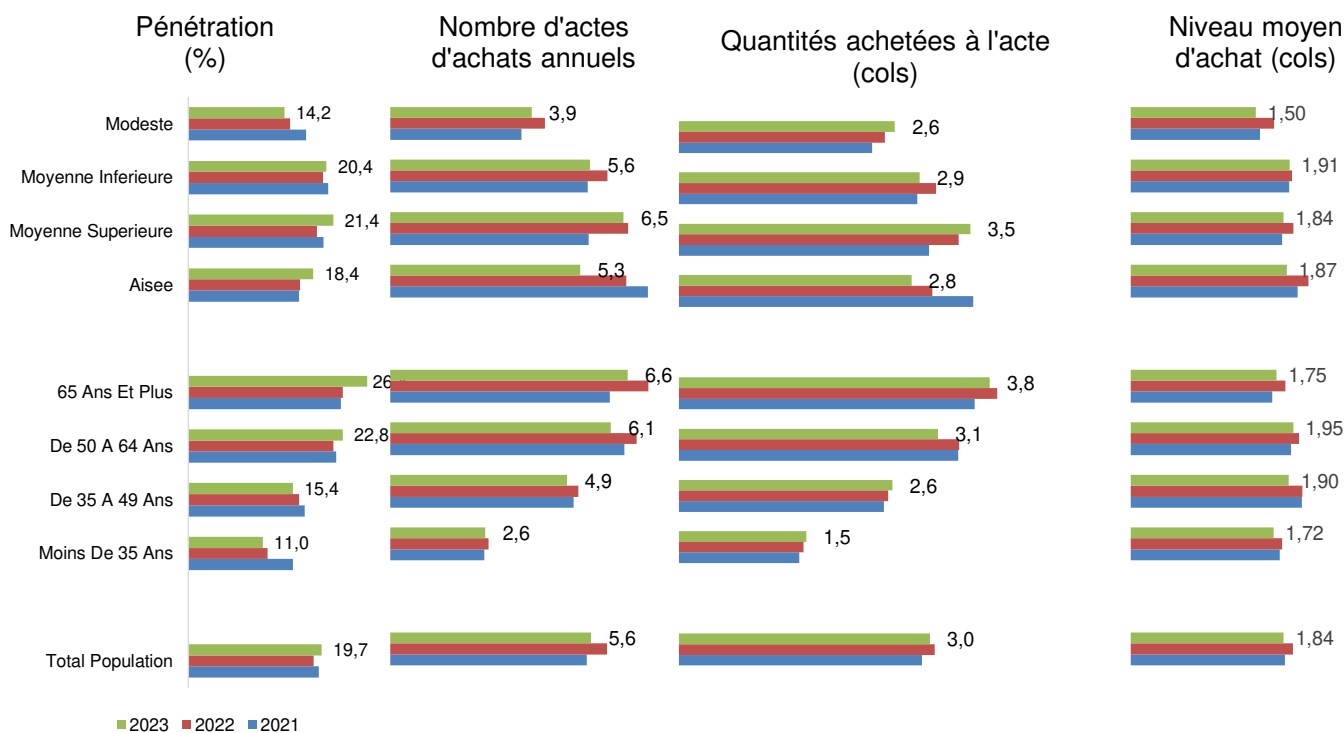 Pénétration
(%)
Nombre d'actes
d'achats annuels
Quantités achetées à l'acte
(cols)
Niveau moyen
d'achat (cols)
Modeste 14,2 3,9 2,6 1,50
Moyenne Inferieure 20,4 5,6 2,9 1,91
Moyenne Superieure 21,4 6,5 3,5 1,84
Aisee 18,4 5,3 2,8 1,87
65 Ans Et Plus 6,6 3,8 1,75
De 50 A 64 Ans 22,8 6,1 3,1 1,95
De 35 A 49 Ans 15,4 4,9 2,6 1,90
Moins De 35 Ans 11,0 2,6 1,5 1,72
Total Population 19,7 5,6 3,0 1,84
2023 2022 2021